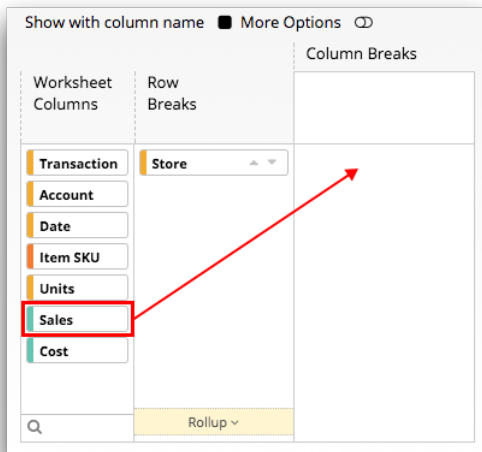 Show with column name More Options
Column Breaks
Worksheet Columns
Row Breaks
Transaction
Store
Account
Date
Item SKU
Units
Sales
Cost
Rollup